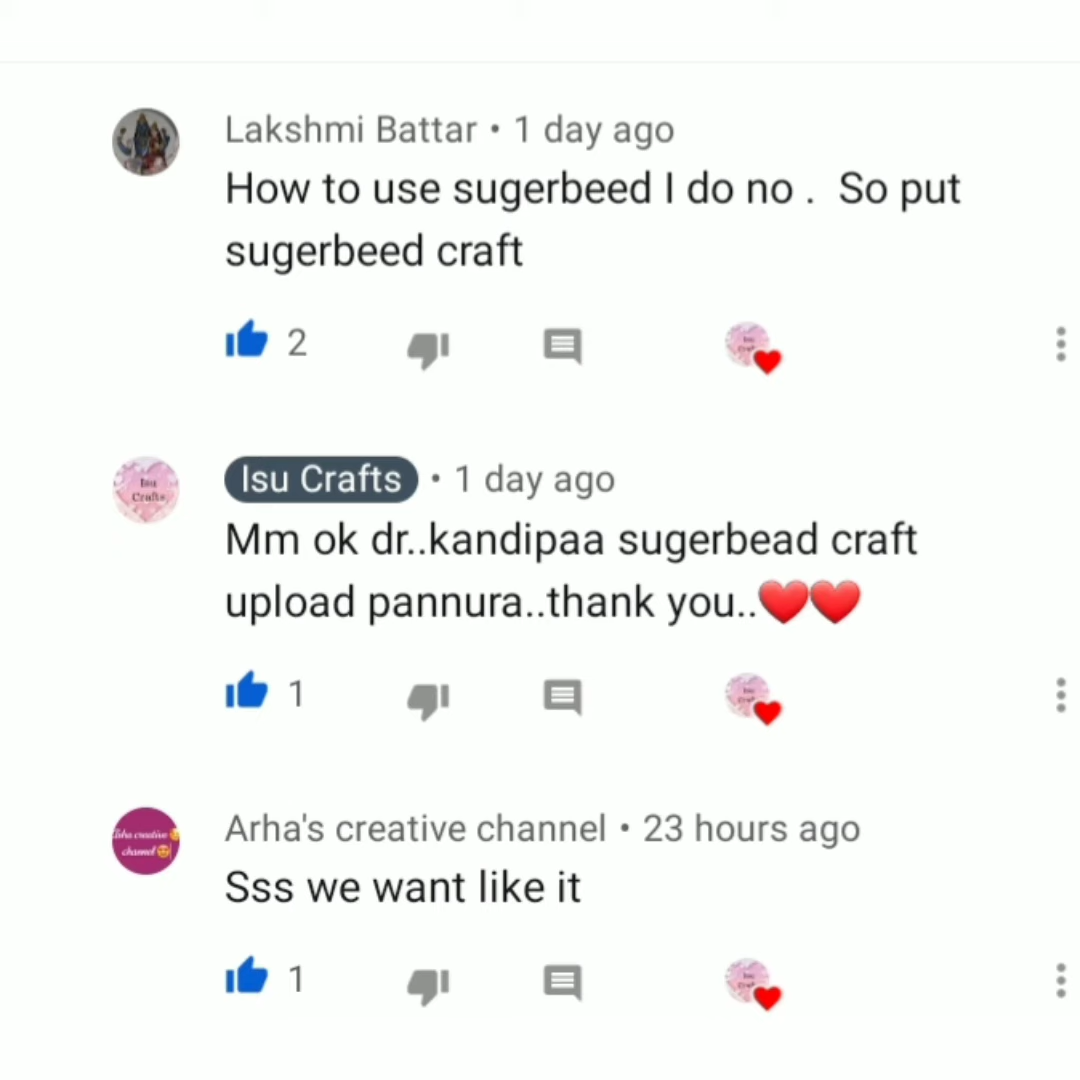 Lakshmi Battar • 1 day ago
How to use sugerbeed I do no .  So put
sugerbeed craft
2
Isu Crafts • 1 day ago
Isu
Crafts
Mm ok dr..kandipaa sugerbead craft
upload pannura..thank you..❤️❤️
1
Arha's creative channel • 23 hours ago
Sss we want like it
1